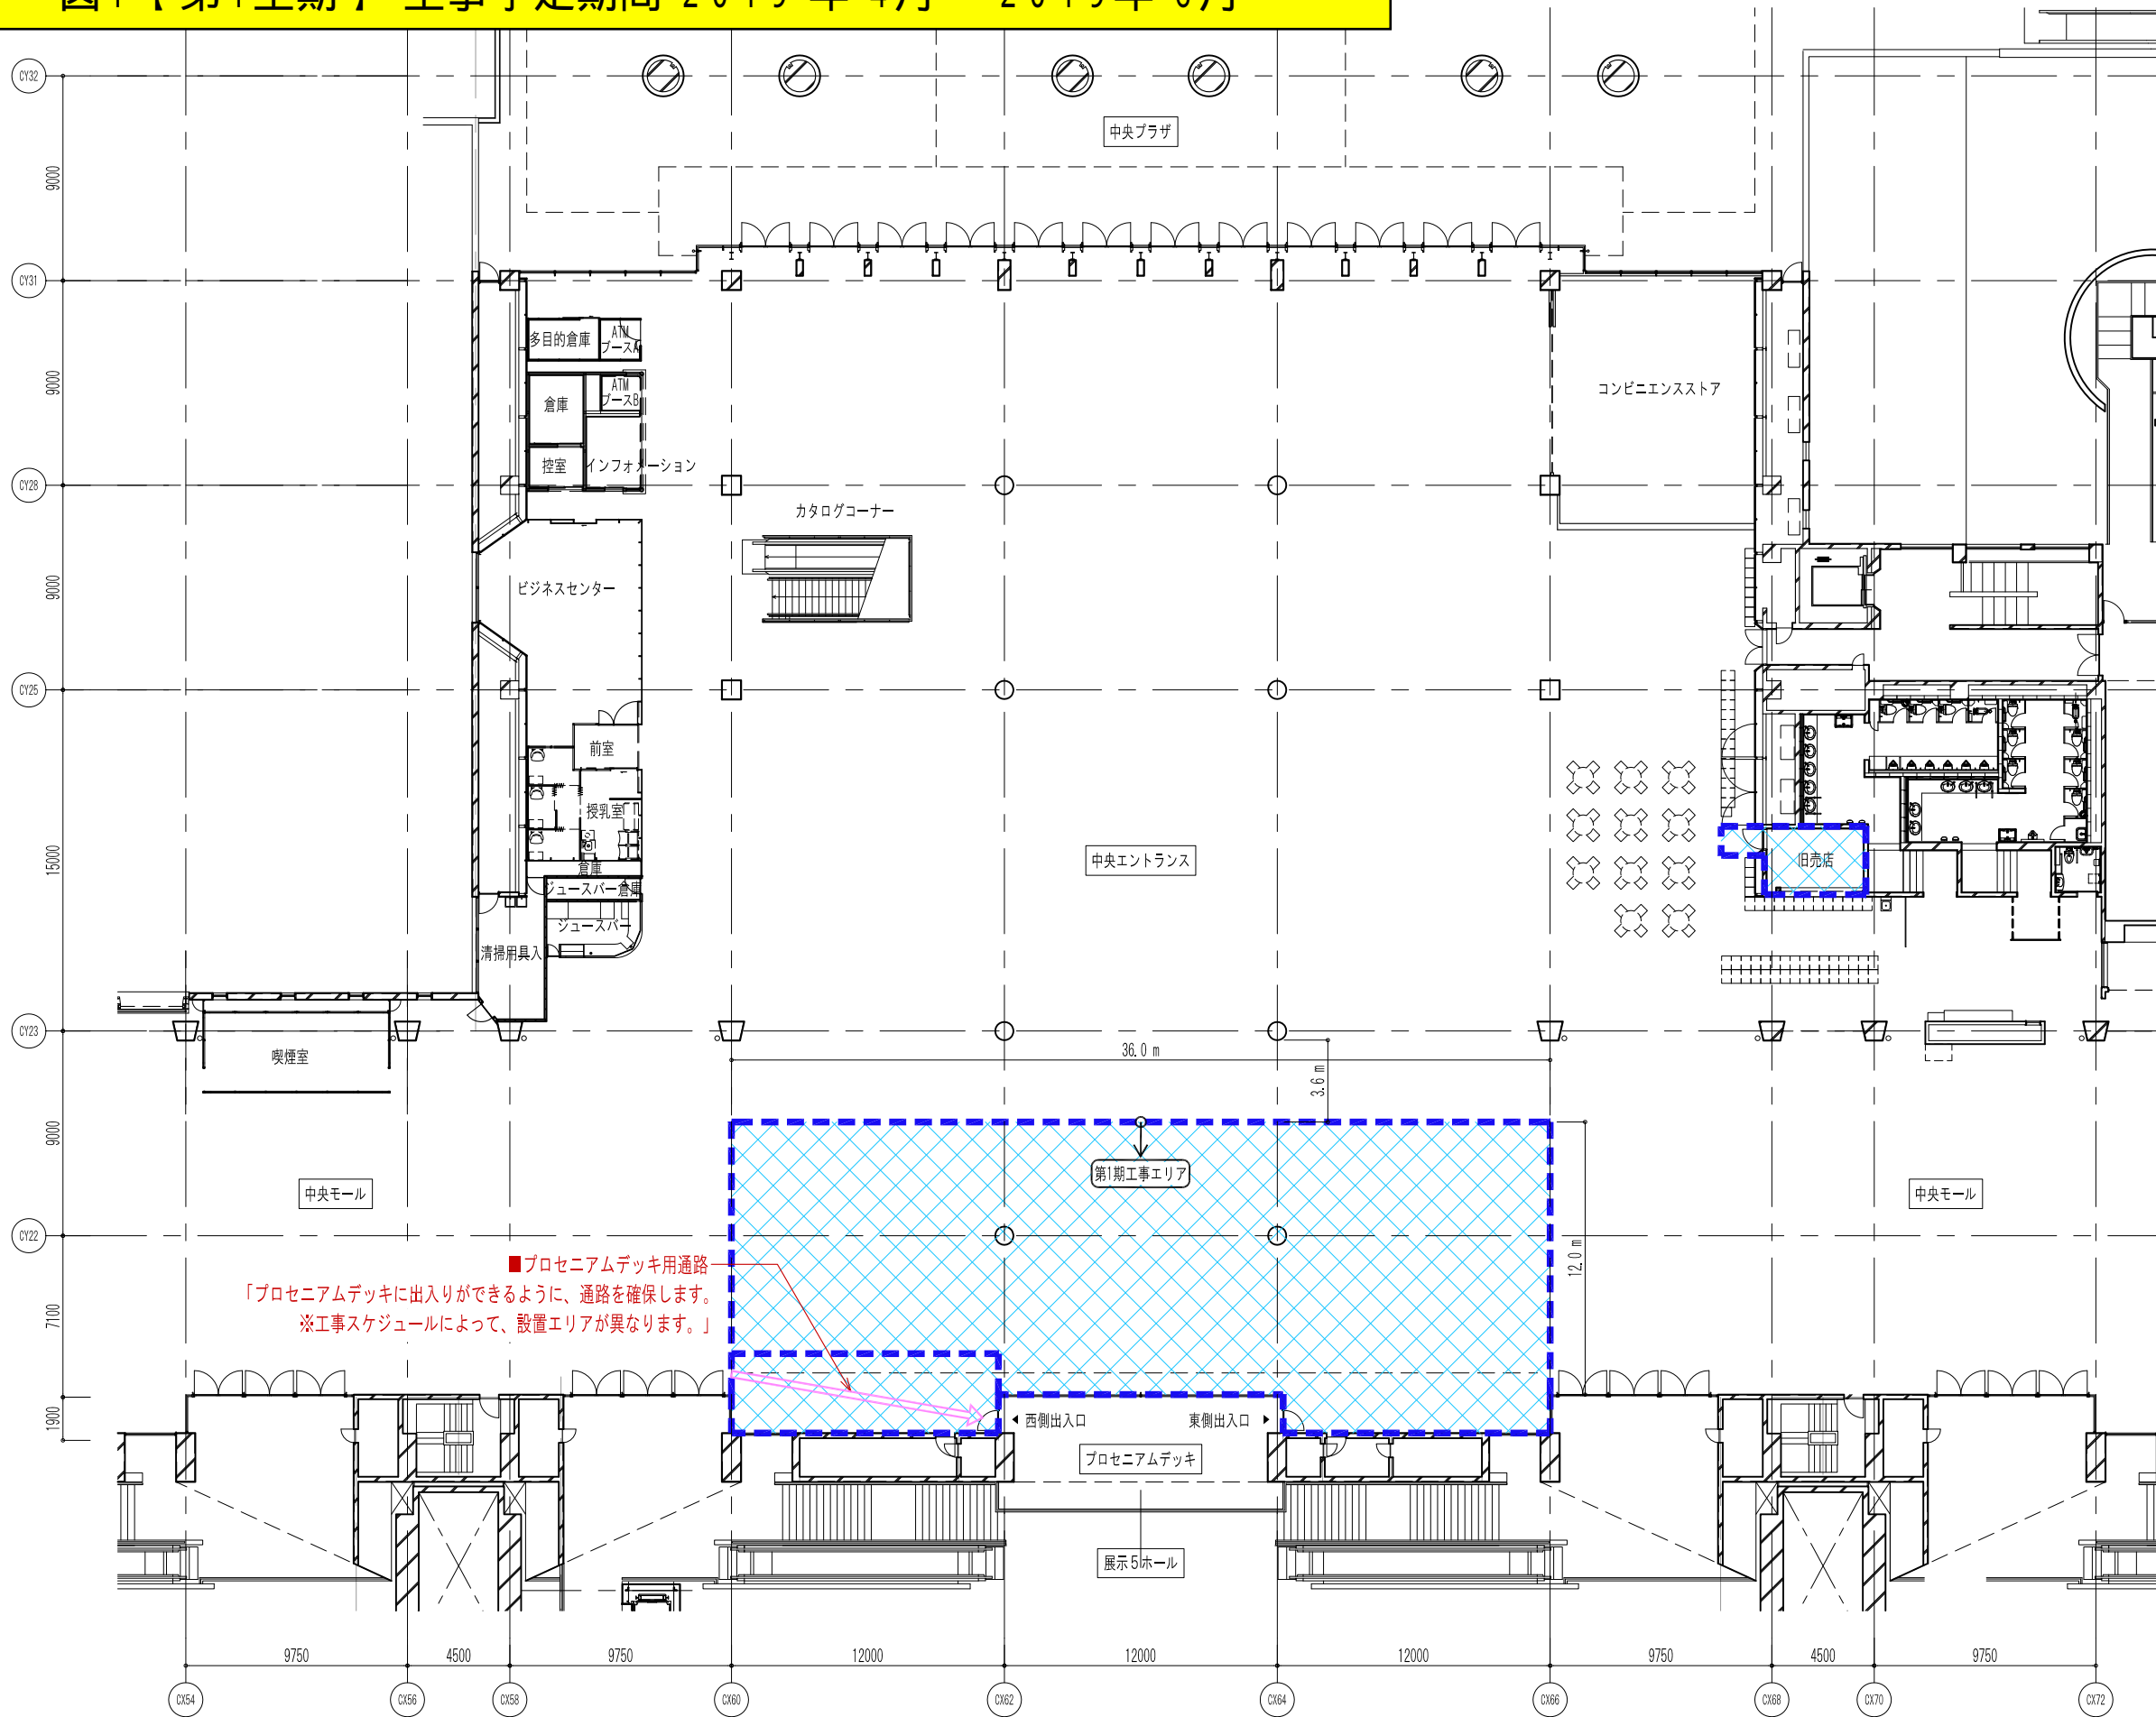 CY32
中央プラザ
9000
CY31
多目的倉庫
ATM
ブースA
9000
倉庫
ATM
ブースB
コンビニエンスストア
控室
インフォメーション
CY28
カタログコーナー
9000
ビジネスセンター
CY25
前室
授乳室
15000
中央エントランス
旧売店
倉庫
ジュースバー倉庫
ジュースバー
清掃用具入
CY23
喫煙室
36.0 m
3.6 m
9000
第1期工事エリア
中央モール
中央モール
CY22
12.0 m
■プロセニアムデッキ用通路
「プロセニアムデッキに出入りができるように、通路を確保します。
※工事スケジュールによって、設置エリアが異なります。」
7100
1900
西側出入口
東側出入口
プロセニアムデッキ
展示5ホール
9750
4500
9750
12000
12000
12000
9750
4500
9750
CX54
CX56
CX58
CX60
CX62
CX64
CX66
CX68
CX70
CX72